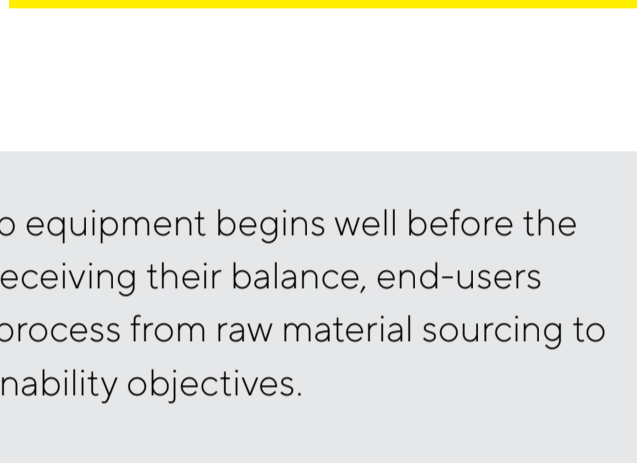 equipment begins well before the
eceiving their balance, end-users
process from raw material sourcing to
nability objectives.